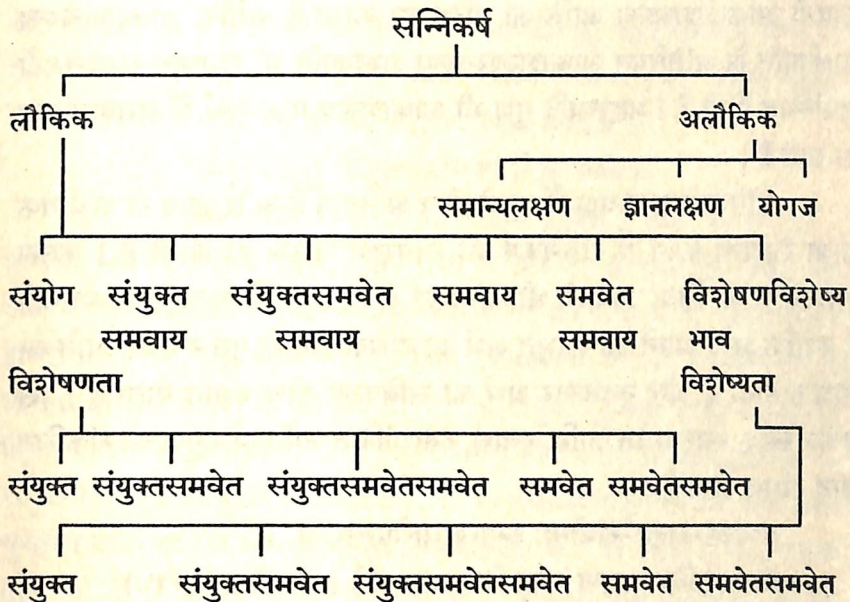 सन्निकर्ष
लौकिक अलौकिक
समान्यलक्षण ज्ञानलक्षण योगज
संयोग संयुक्त संयुक्तसमवेत समवाय समवेत विशेषणविशेष्य
समवाय समवाय समवाय भाव
विशेषणता विशेष्यता
संयुक्त संयुक्तसमवेत संयुक्तसमवेतसमवेत समवेत समवेतसमवेत
संयुक्त संयुक्तसमवेत संयुक्तसमवेतसमवेत समवेत समवेतसमवेत